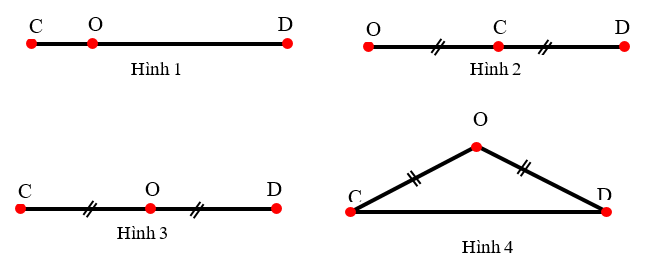 C O D
Hình 1
O C D
Hình 2
C O D
Hình 3
O
C D
Hình 4